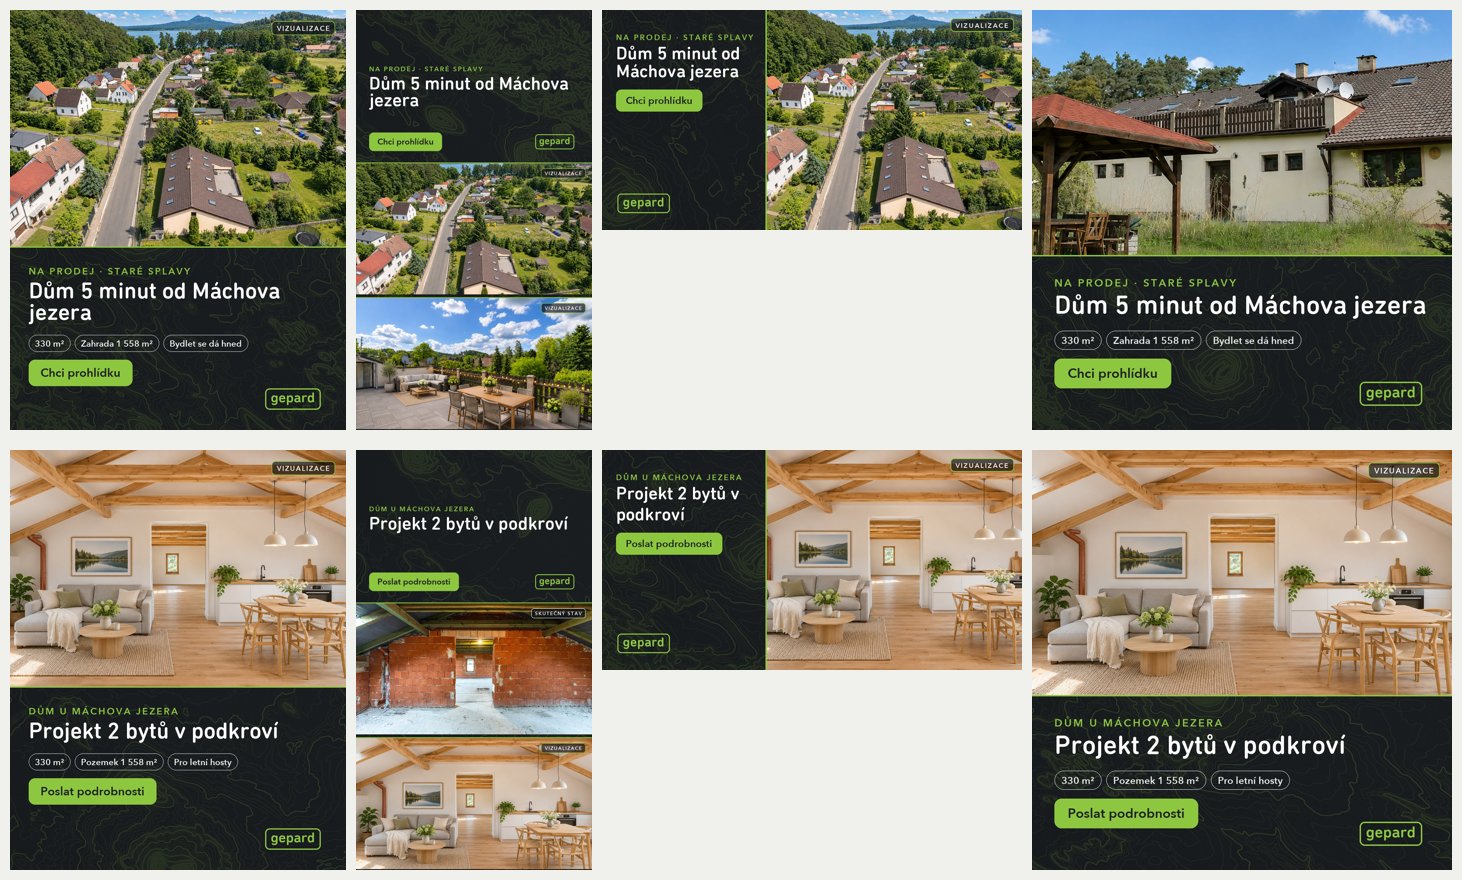 VIZUALIZACE
NA PRODEJ · STARÉ SPLAVY
Dům 5 minut od Máchova
jezera
330 m²
Zahrada 1 558 m²
Bydlet se dá hned
Chci prohlídku
gepard
NA PRODEJ · STARÉ SPLAVY
Dům 5 minut od Máchova
jezera
Chci prohlídku
gepard
VIZUALIZACE
VIZUALIZACE
NA PRODEJ · STARÉ SPLAVY
Dům 5 minut od
Máchova jezera
Chci prohlídku
gepard
VIZUALIZACE
NA PRODEJ · STARÉ SPLAVY
Dům 5 minut od Máchova jezera
330 m²
Zahrada 1 558 m²
Bydlet se dá hned
Chci prohlídku
gepard
VIZUALIZACE
DŮM U MÁCHOVA JEZERA
Projekt 2 bytů v podkroví
330 m²
Pozemek 1 558 m²
Pro letní hosty
Poslat podrobnosti
gepard
DŮM U MÁCHOVA JEZERA
Projekt 2 bytů v podkroví
Poslat podrobnosti
gepard
SKUTEČNÝ STAV
VIZUALIZACE
DŮM U MÁCHOVA JEZERA
Projekt 2 bytů v
podkroví
Poslat podrobnosti
gepard
VIZUALIZACE
VIZUALIZACE
DŮM U MÁCHOVA JEZERA
Projekt 2 bytů v podkroví
330 m²
Pozemek 1 558 m²
Pro letní hosty
Poslat podrobnosti
gepard